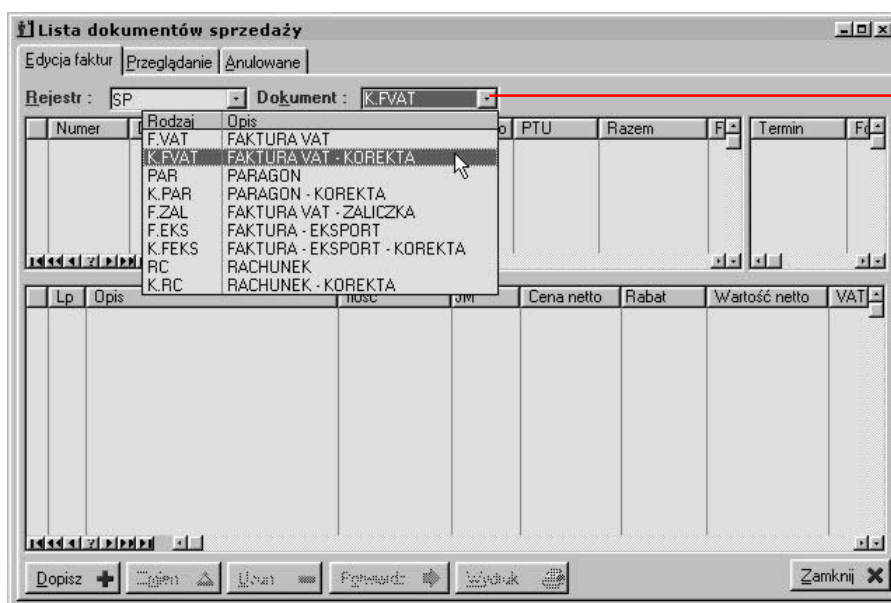 Lista dokumentów sprzedaży
Edycja faktur Przeglądanie Anulowane
Rejestr : SP Dokument : K.FVAT
Numer PTU Razem F Termin
Rodzaj Opis
F.VAT FAKTURA VAT
K.FVAT FAKTURA VAT - KOREKTA
PAR PARAGON
K.PAR PARAGON - KOREKTA
F.ZAL FAKTURA VAT - ZALICZKA
F.EKS FAKTURA - EKSPORT
K.FEKS FAKTURA - EKSPORT - KOREKTA
RC RACHUNEK
K.RC RACHUNEK - KOREKTA
Lp Opis Ilość JM Cena netto Rabat Wartość netto VAT
Dopisz Zmień Usuń Potwierdź Wydruk Zamknij